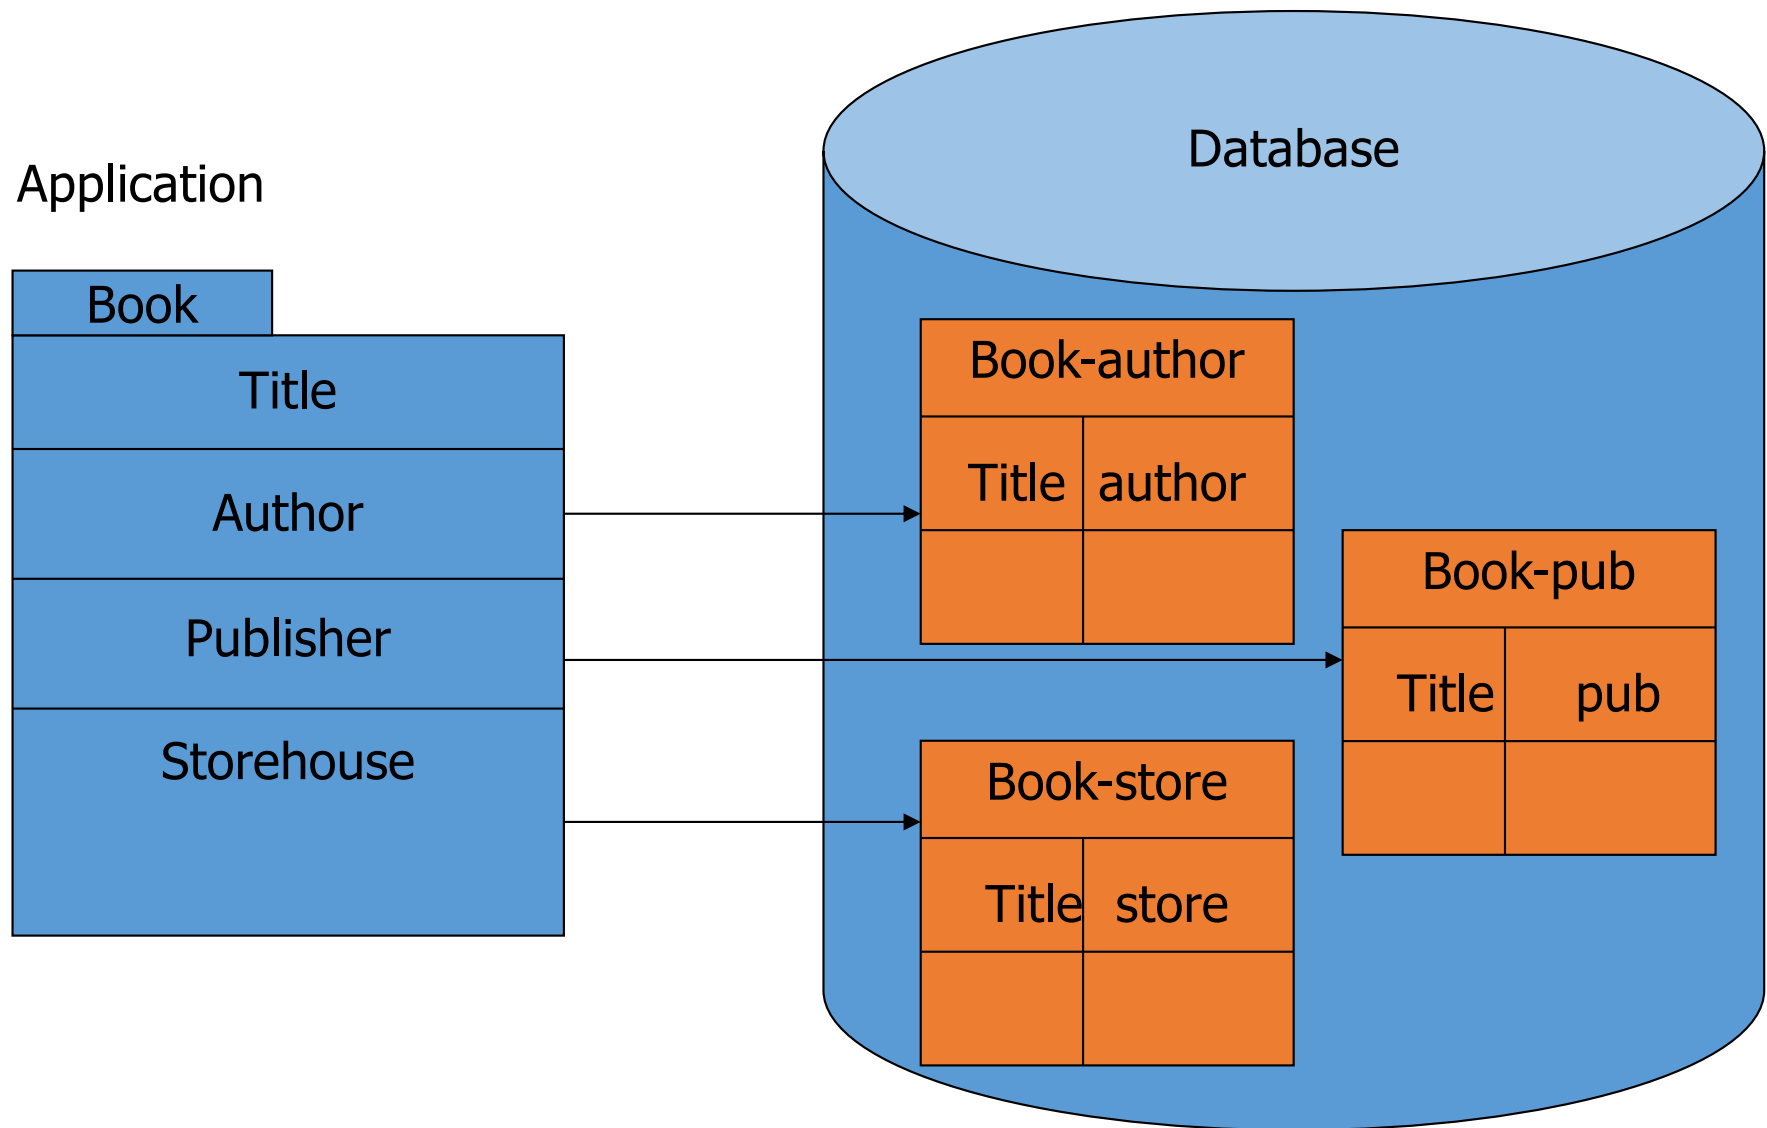 Application
Book
Title
Author
Publisher
Storehouse
Database
Book-author
Title author
Book-pub
Title pub
Book-store
Title store